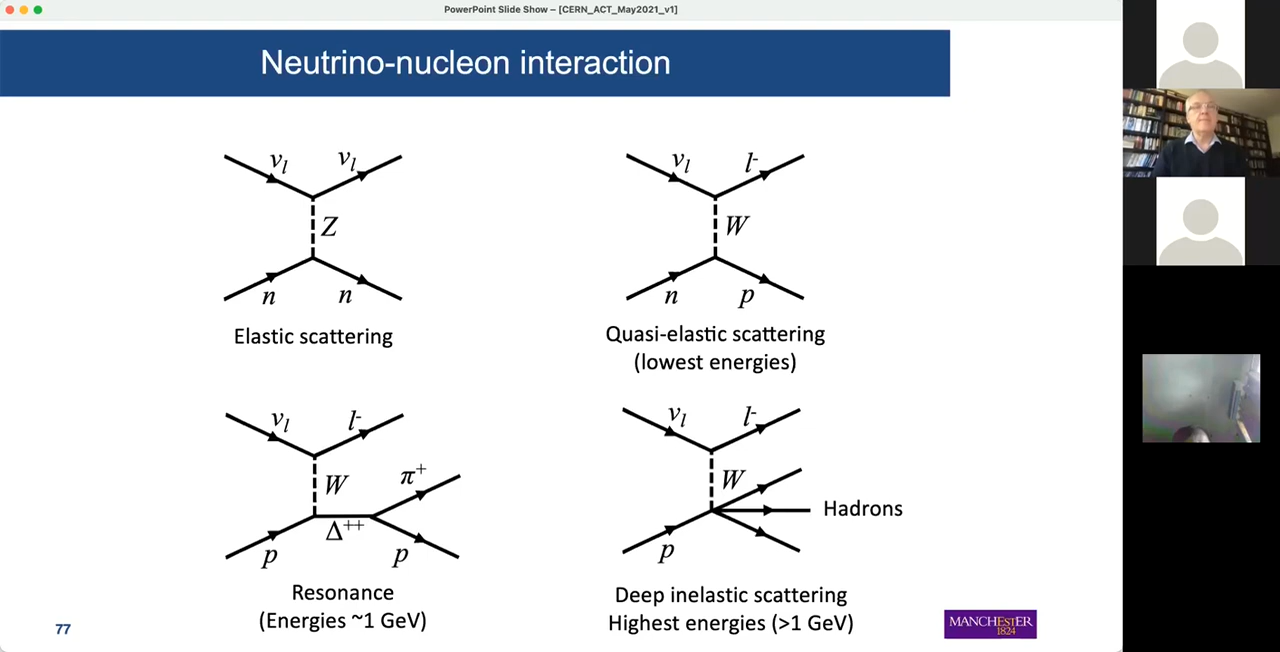 PowerPoint Slide Show – [CERN_ACT_May2021_v1]
Neutrino-nucleon interaction
νl νl
Z
n n
Elastic scattering
νl l-
W
n p
Quasi-elastic scattering
(lowest energies)
νl l-
W π+
Δ++
p p
Resonance
(Energies ~1 GeV)
νl l-
W
Hadrons
p
Deep inelastic scattering
Highest energies (>1 GeV)
77
MANCHESTER
1824